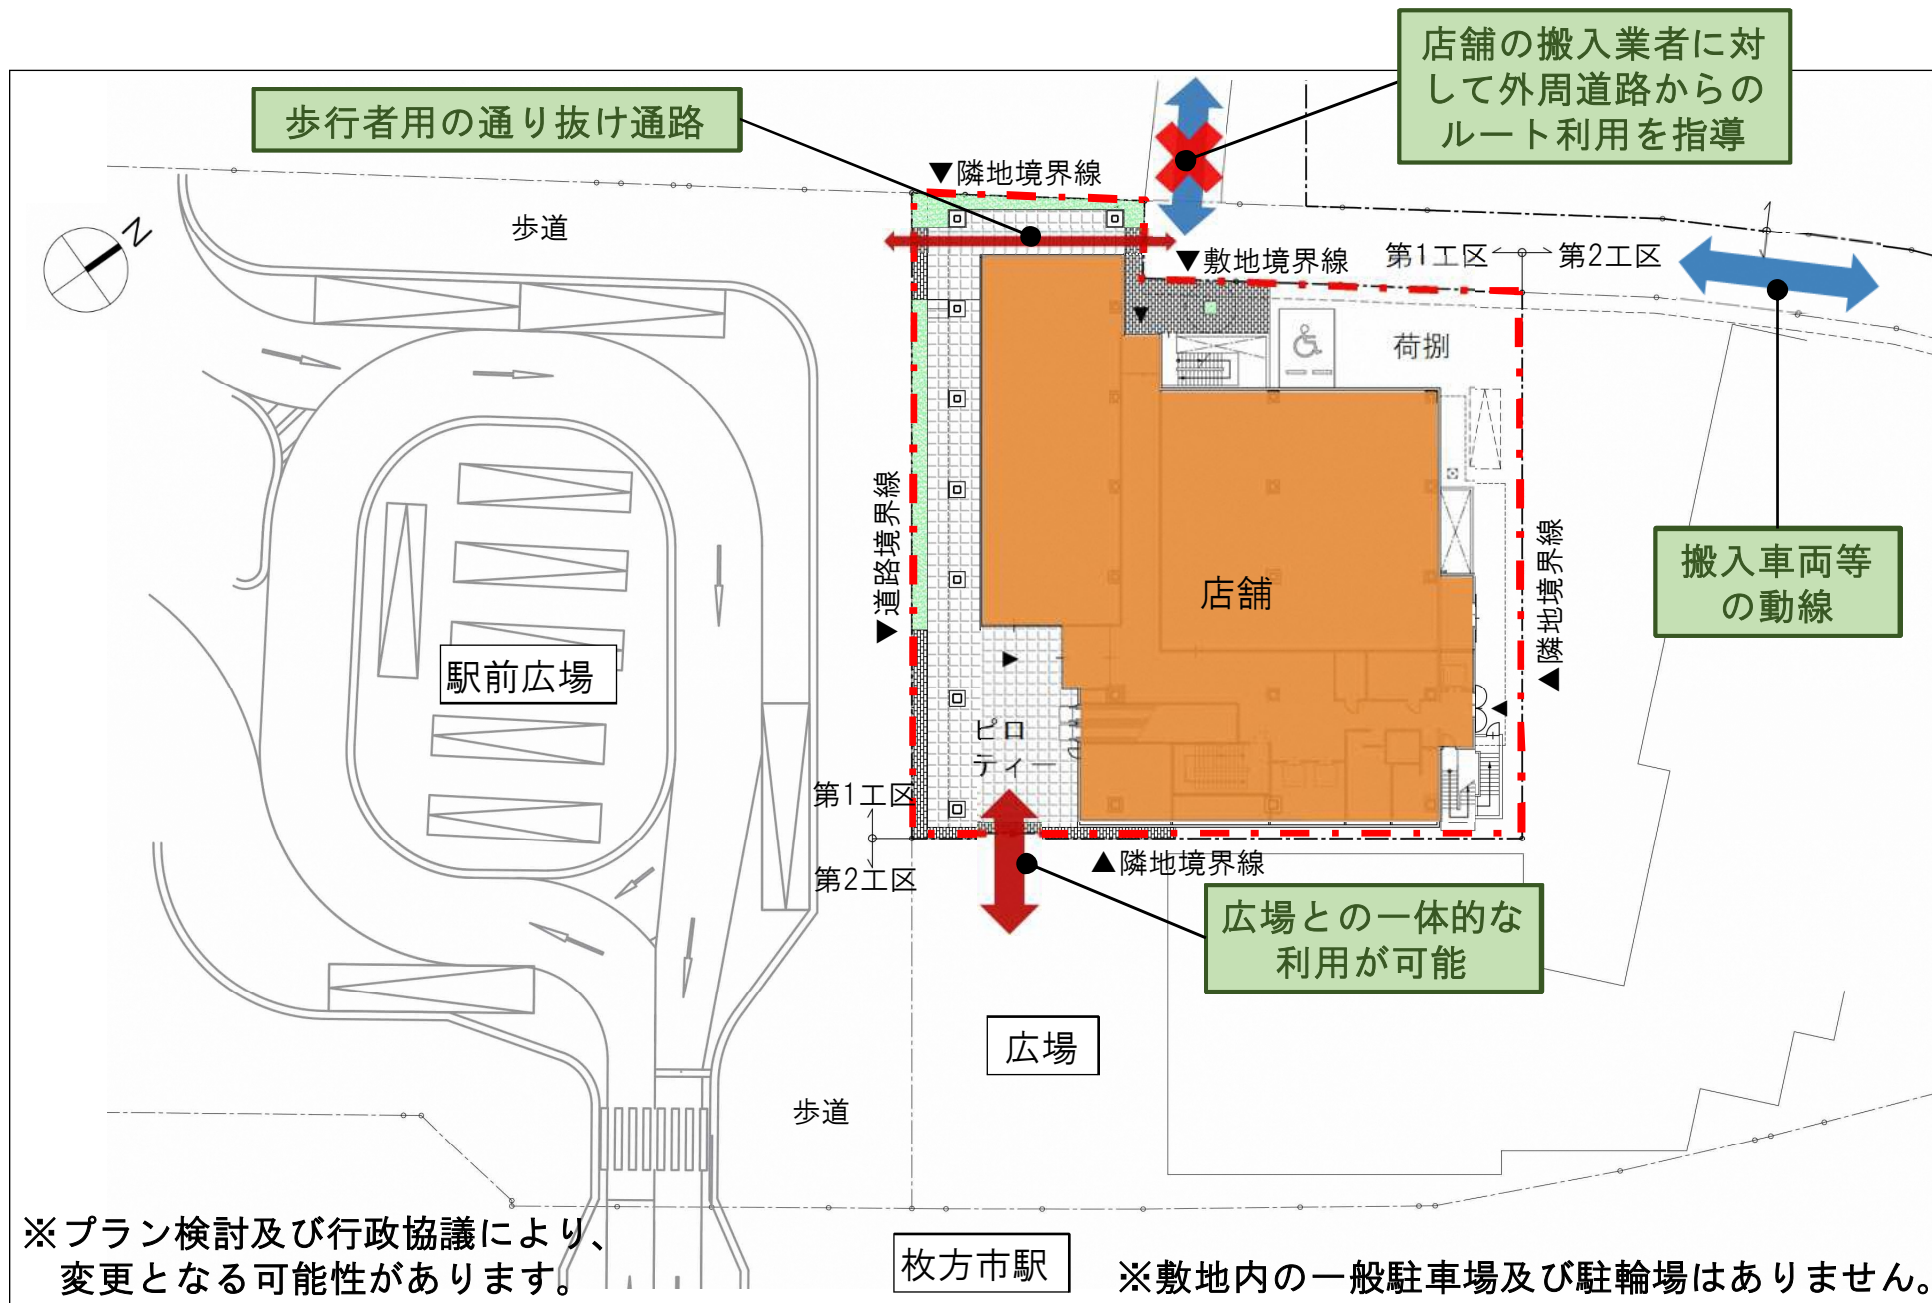 店舗の搬入業者に対
して外周道路からの
ルート利用を指導
歩行者用の通り抜け通路
▼隣地境界線
歩道
N
▼敷地境界線
第1工区
第2工区
荷捌
▼道路境界線
店舗
▲隣地境界線
搬入車両等
の動線
駅前広場
ピロ
ティー
第1工区
第2工区
▲隣地境界線
広場との一体的な
利用が可能
広場
歩道
※プラン検討及び行政協議により、
変更となる可能性があります。
枚方市駅
※敷地内の一般駐車場及び駐輪場はありません。